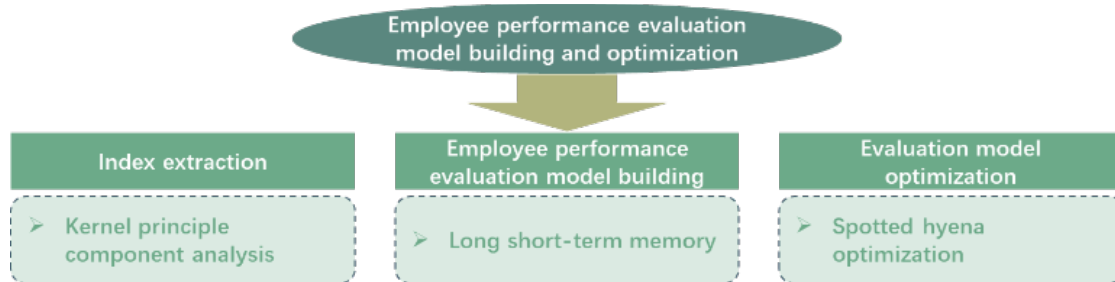 Employee performance evaluation
model building and optimization
Index extraction
Employee performance
evaluation model building
Evaluation model
optimization
➢ Kernel principle
component analysis
➢ Long short-term memory
➢ Spotted hyena
optimization